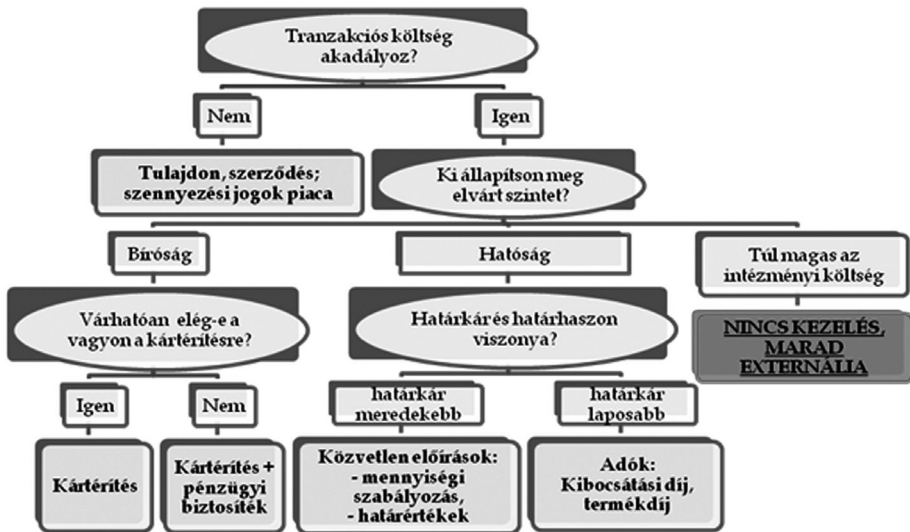 Tranzakciós költség
akadályoz?
Nem
Igen
Tulajdon, szerződés;
szennyezési jogok piaca
Ki állapítson meg
elvárt szintet?
Bíróság
Hatóság
Túl magas az
intézményi költség
Várhatóan elég-e a
vagyon a kártérítésre?
Határkár és határhaszon
viszonya?
NINCS KEZELÉS,
MARAD
EXTERNÁLIA
Igen
Nem
határkár
meredekebb
határkár
laposabb
Kártérítés
Kártérítés +
pénzügyi
biztosíték
Közvetlen előírások:
- mennyiségi
szabályozás,
- határértékek
Adók:
Kibocsátási díj,
termékdíj